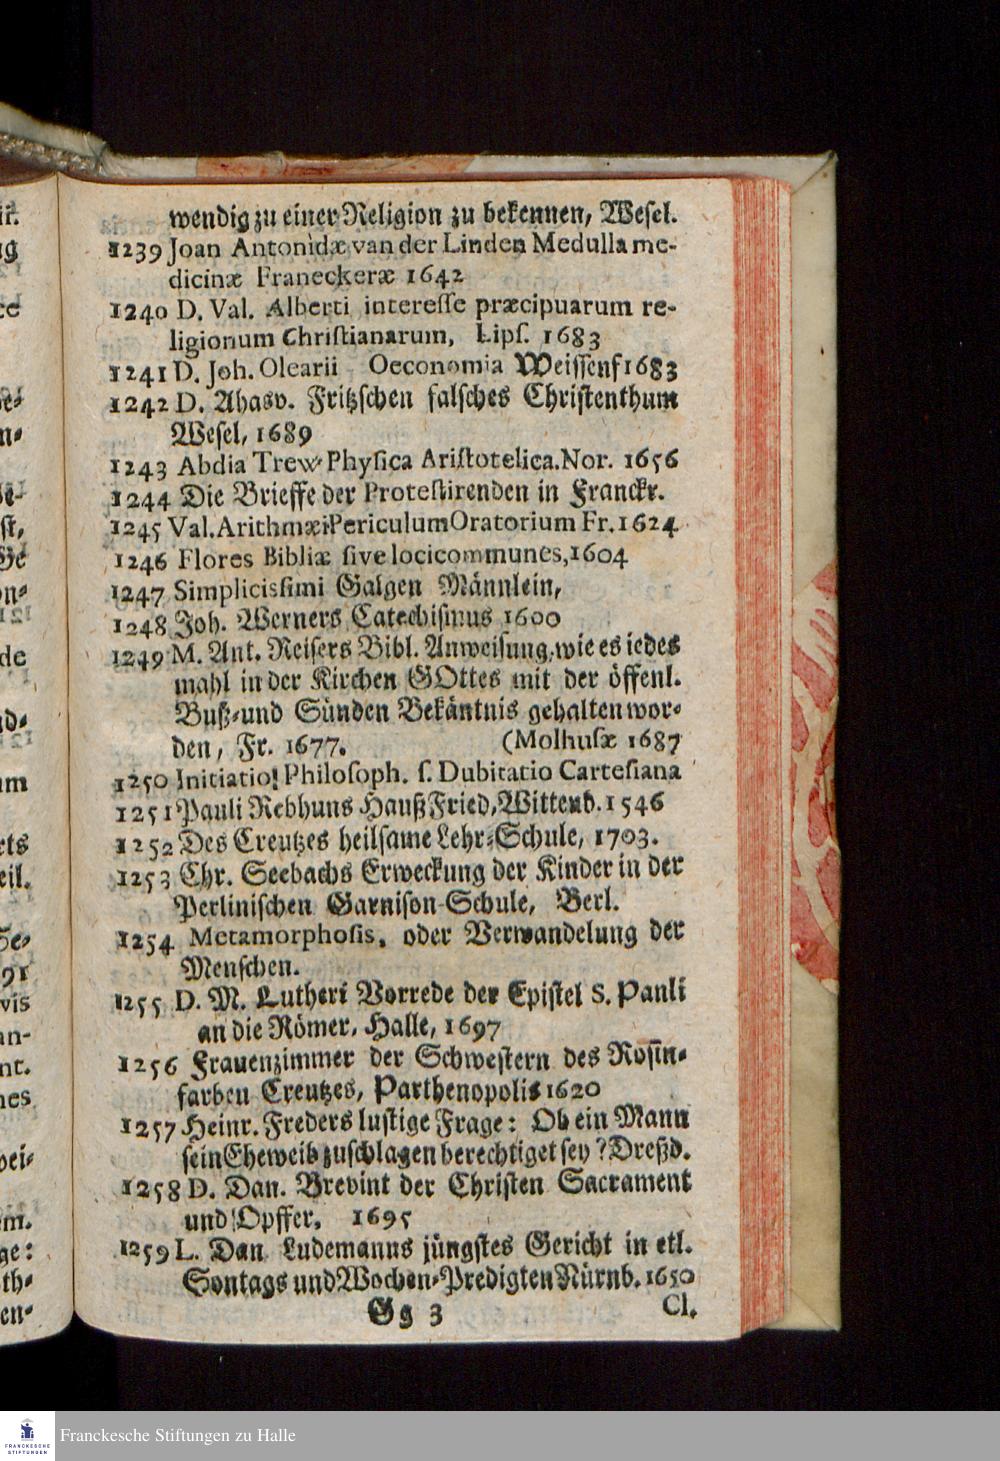 wendig zu einer Religion zu bekennen, Wesel.
1239 Joan Antonidæ van der Linden Medulla me-
dicinæ Franeckeræ 1642
1240 D. Val. Alberti interesse præcipuarum re-
ligionum Christianarum, Lips. 1683
1241 D. Joh. Olearii Oeconomia Weissenf 1683
1242 D. Ahasv. Fritzschen falsches Christenthum
Wesel, 1689
1243 Abdia Trew Physica Aristotelica. Nor. 1656
1244 Die Brieffe der Protestirenden in Franckr.
1245 Val. Arithmæi Periculum Oratorium Fr. 1624
1246 Flores Bibliæ sive loci communes, 1604
1247 Simplicissimi Galgen Männlein,
1248 Joh. Werners Catechismus 1600
1249 M. Ant. Reisers Bibl. Anweisung, wie es iedes
mahl in der Kirchen GOttes mit der öffenl.
Buß-und Sünden Bekäntnis gehalten wor-
den, Fr. 1677. (Molhusæ 1687
1250 Initiatio! Philosoph. s. Dubitatio Cartesiana
1251 Pauli Rebhuns Hauß Fried, Wittenb. 1546
1252 Des Creutzes heilsame Lehr-Schule, 1703.
1253 Chr. Seebachs Erweckung der Kinder in der
Perlinischen Garnison-Schule, Berl.
1254 Metamorphosis, oder Verwandelung der
Menschen.
1255 D. M. Lutheri Vorrede der Epistel S. Pauli
an die Römer, Halle, 1697
1256 Frauenzimmer der Schwestern des Rosin-
farben Creutzes, Parthenopolis 1620
1257 Heinr. Freders lustige Frage: Ob ein Mann
sein Eheweib zuschlagen berechtiget sey? Dreßd.
1258 D. Dan. Brevint der Christen Sacrament
und Opffer, 1695
1259 L. Dan Ludemanns jüngstes Gericht in etl.
Sontags und Wochen-Predigten Nürnb. 1650
Gg 3 Cl.
FRANCKESCHE
STIFTUNGEN
Franckesche Stiftungen zu Halle